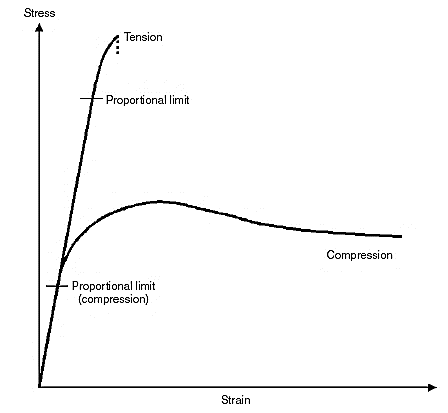 Stress
Tension
Proportional limit
Compression
Proportional limit
(compression)
Strain